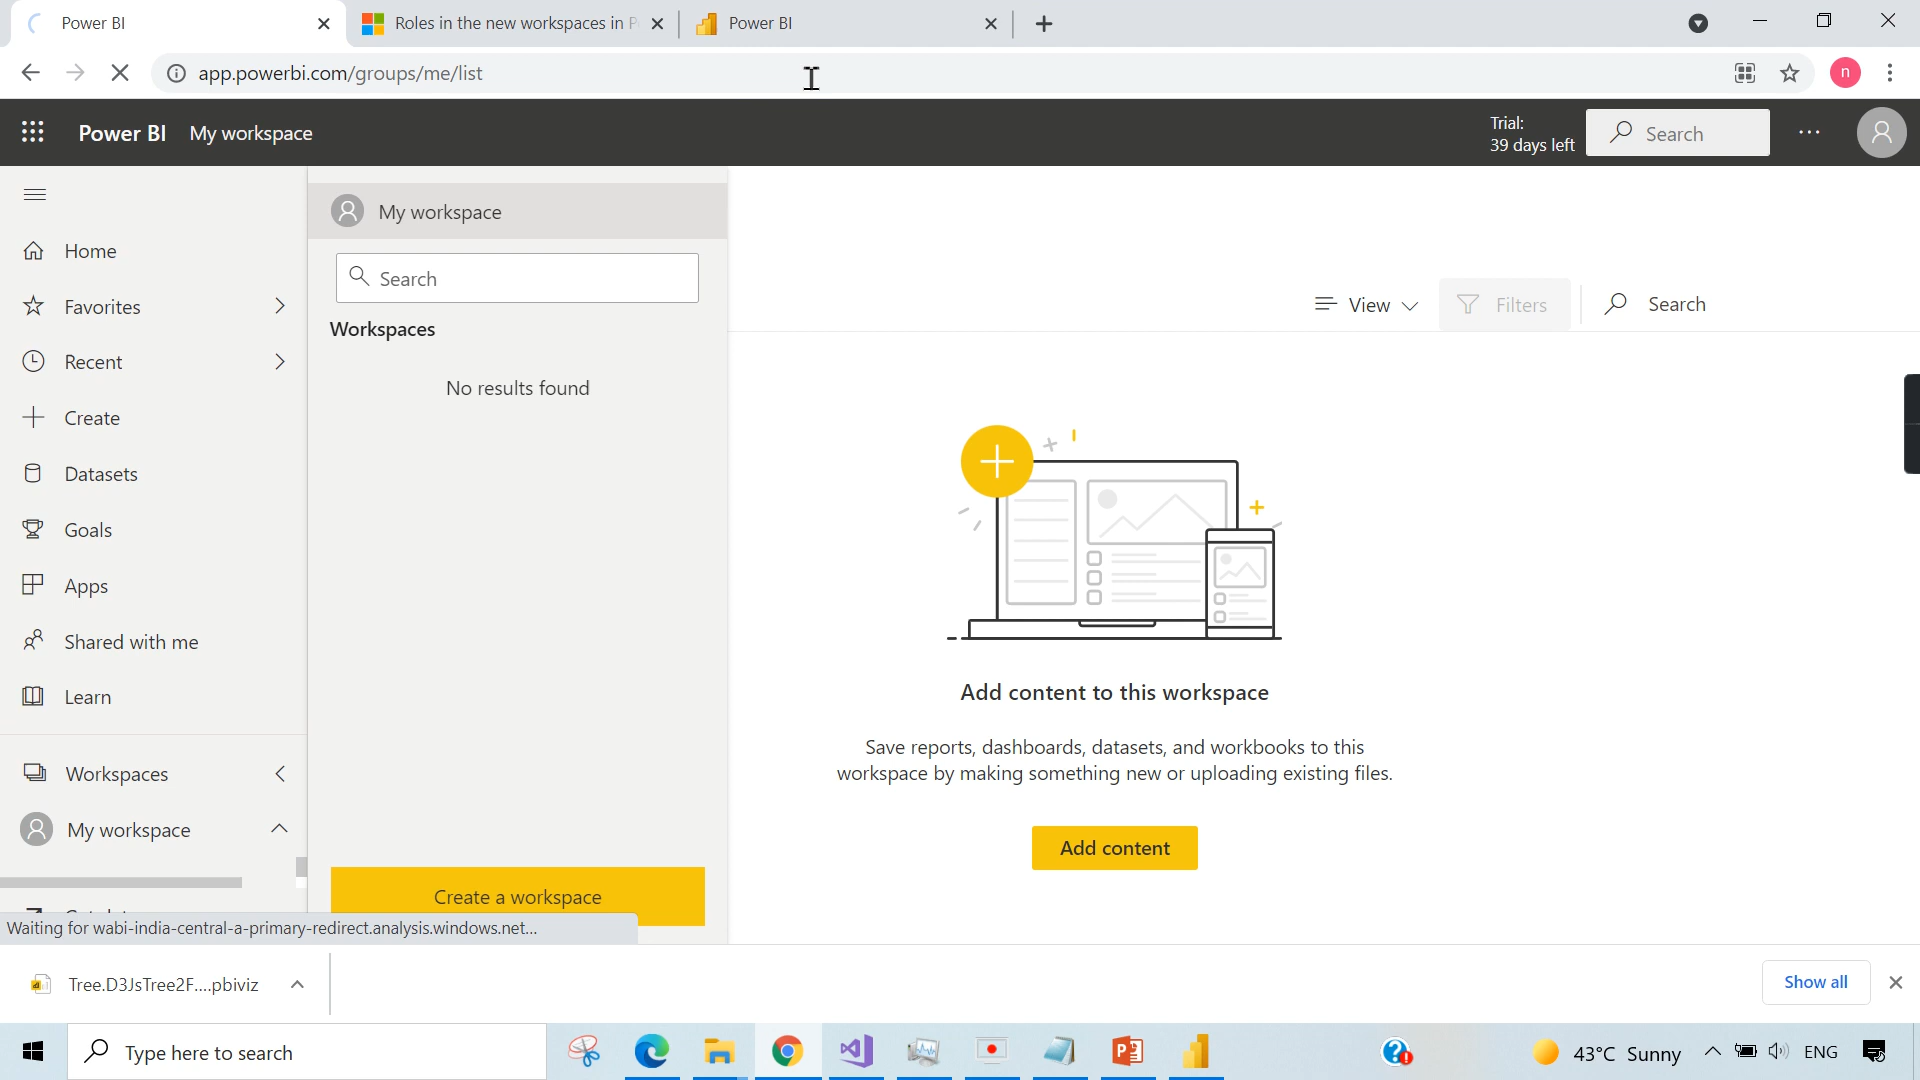 Power BI
Roles in the new workspaces in P
Power BI
app.powerbi.com/groups/me/list
n
Power BI My workspace
Trial:
39 days left
Search
My workspace
Search
Workspaces
No results found
Create a workspace
Home
Favorites
Recent
Create
Datasets
Goals
Apps
Shared with me
Learn
Workspaces
My workspace
View
Filters
Search
Add content to this workspace
Save reports, dashboards, datasets, and workbooks to this
workspace by making something new or uploading existing files.
Add content
Waiting for wabi-india-central-a-primary-redirect.analysis.windows.net...
Tree.D3JsTree2F....pbiviz
Show all
Type here to search
43°C Sunny
ENG